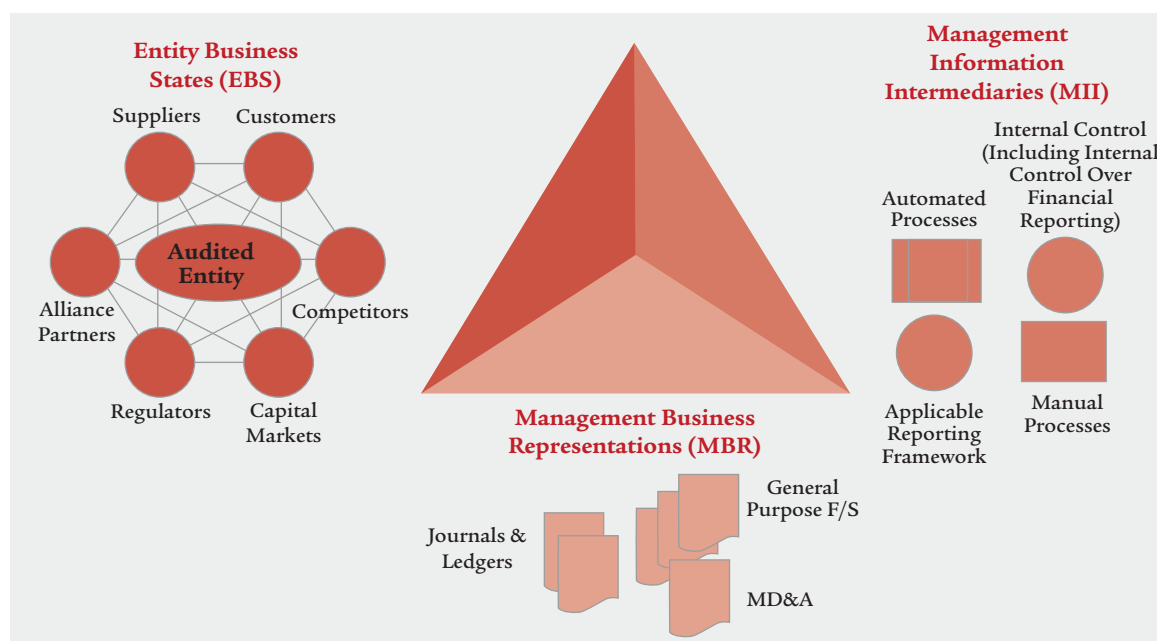 Entity Business
States (EBS)
Suppliers
Customers
Audited
Entity
Alliance
Partners
Competitors
Regulators
Capital
Markets
Management Business
Representations (MBR)
Journals &
Ledgers
General
Purpose F/S
MD&A
Management
Information
Intermediaries (MII)
Internal Control
(Including Internal
Control Over
Financial
Reporting)
Automated
Processes
Applicable
Reporting
Framework
Manual
Processes